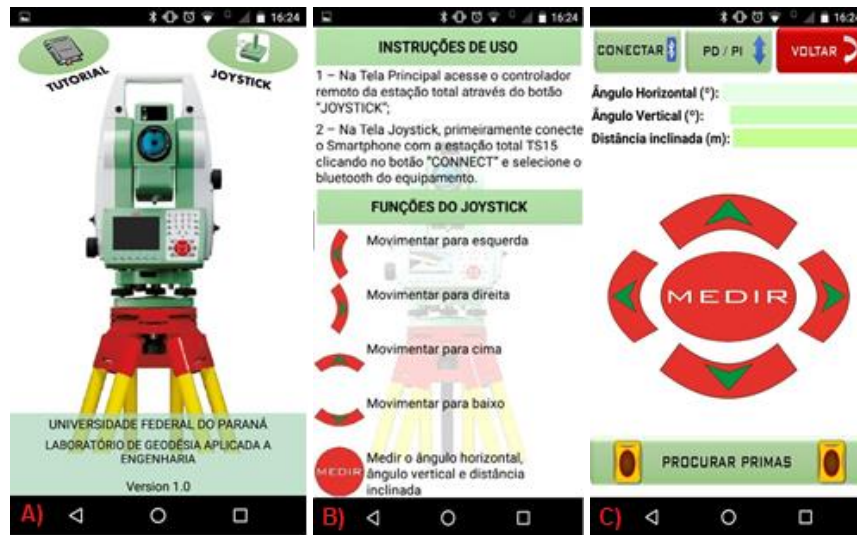 16:24
TUTORIAL
JOYSTICK
UNIVERSIDADE FEDERAL DO PARANÁ
LABORATÓRIO DE GEODÉSIA APLICADA A
ENGENHARIA
Version 1.0
A)
16:24
INSTRUÇÕES DE USO
1 – Na Tela Principal acesse o controlador
remoto da estação total através do botão
"JOYSTICK";
2 – Na Tela Joystick, primeiramente conecte
o Smartphone com a estação total TS15
clicando no botão "CONNECT" e selecione o
bluetooth do equipamento.
FUNÇÕES DO JOYSTICK
Movimentar para esquerda
Movimentar para direita
Movimentar para cima
Movimentar para baixo
MEDIR
Medir o ângulo horizontal,
ângulo vertical e distância
inclinada
B)
16:24
CONECTAR
PD / PI
VOLTAR
Ângulo Horizontal (°):
Ângulo Vertical (°):
Distância inclinada (m):
MEDIR
PROCURAR PRIMAS
C)